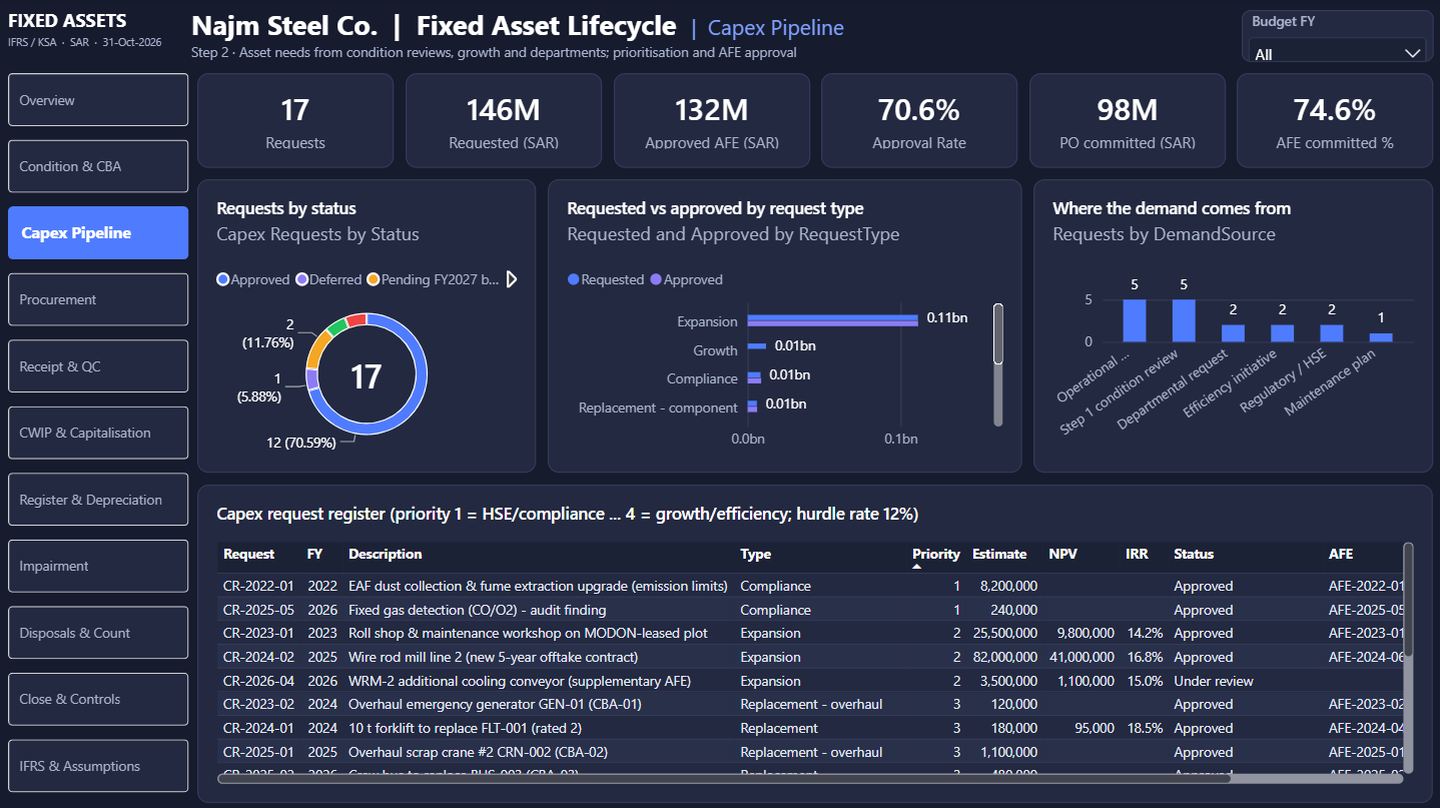 FIXED ASSETS
IFRS / KSA · SAR · 31-Oct-2026
Najm Steel Co. | Fixed Asset Lifecycle | Capex Pipeline
Step 2 · Asset needs from condition reviews, growth and departments; prioritisation and AFE approval
Budget FY
All
Overview
Condition & CBA
Capex Pipeline
Procurement
Receipt & QC
CWIP & Capitalisation
Register & Depreciation
Impairment
Disposals & Count
Close & Controls
IFRS & Assumptions
17
Requests
146M
Requested (SAR)
132M
Approved AFE (SAR)
70.6%
Approval Rate
98M
PO committed (SAR)
74.6%
AFE committed %
Requests by status
Capex Requests by Status
Approved Deferred Pending FY2027 b...
2
(11.76%)
1
(5.88%)
12 (70.59%)
17
Requested vs approved by request type
Requested and Approved by RequestType
Requested Approved
Expansion 0.11bn
Growth 0.01bn
Compliance 0.01bn
Replacement - component 0.01bn
0.0bn 0.1bn
Where the demand comes from
Requests by DemandSource
5 5 2 2 2 1
5
0
Operational ...
Step 1 condition review
Departmental request
Efficiency initiative
Regulatory / HSE
Maintenance plan
Capex request register (priority 1 = HSE/compliance ... 4 = growth/efficiency; hurdle rate 12%)
Request FY Description Type Priority Estimate NPV IRR Status AFE
CR-2022-01 2022 EAF dust collection & fume extraction upgrade (emission limits) Compliance 1 8,200,000 Approved AFE-2022-01
CR-2025-05 2026 Fixed gas detection (CO/O2) - audit finding Compliance 1 240,000 Approved AFE-2025-05
CR-2023-01 2023 Roll shop & maintenance workshop on MODON-leased plot Expansion 2 25,500,000 9,800,000 14.2% Approved AFE-2023-01
CR-2024-02 2025 Wire rod mill line 2 (new 5-year offtake contract) Expansion 2 82,000,000 41,000,000 16.8% Approved AFE-2024-06
CR-2026-04 2026 WRM-2 additional cooling conveyor (supplementary AFE) Expansion 2 3,500,000 1,100,000 15.0% Under review
CR-2023-02 2024 Overhaul emergency generator GEN-01 (CBA-01) Replacement - overhaul 3 120,000 Approved AFE-2023-02
CR-2024-01 2024 10 t forklift to replace FLT-001 (rated 2) Replacement 3 180,000 95,000 18.5% Approved AFE-2024-04
CR-2025-01 2025 Overhaul scrap crane #2 CRN-002 (CBA-02) Replacement - overhaul 3 1,100,000 Approved AFE-2025-01